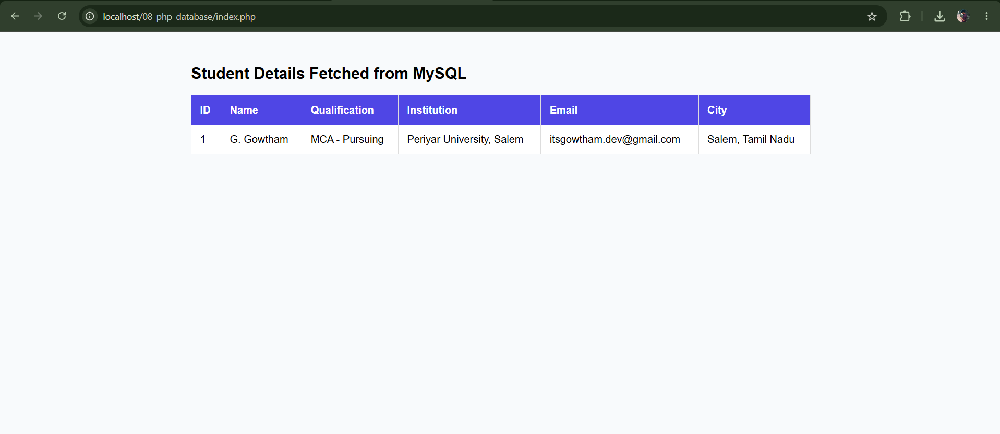 localhost/08_php_database/index.php
Student Details Fetched from MySQL
ID Name Qualification Institution Email City
1 G. Gowtham MCA - Pursuing Periyar University, Salem itsgowtham.dev@gmail.com Salem, Tamil Nadu